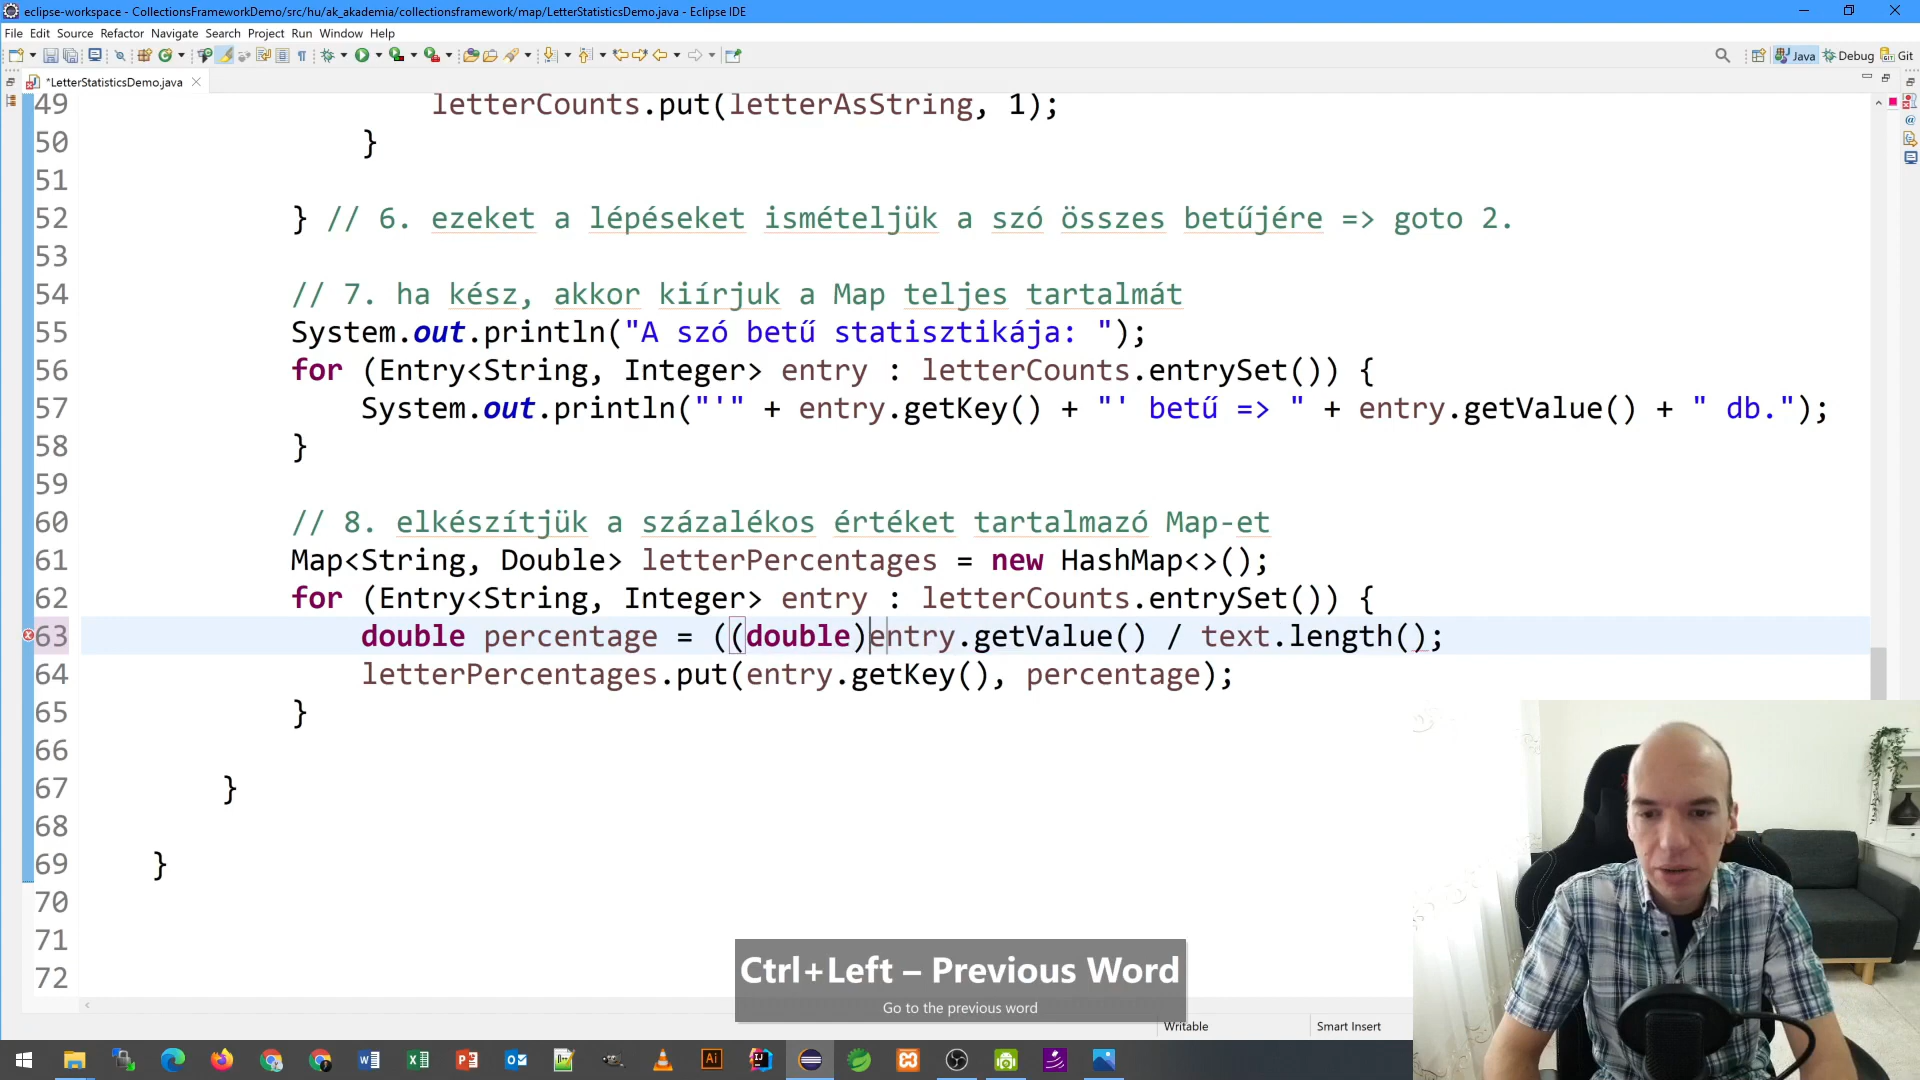 eclipse-workspace - CollectionsFrameworkDemo/src/hu/ak_akademia/collectionsframework/map/LetterStatisticsDemo.java - Eclipse IDE
File Edit Source Refactor Navigate Search Project Run Window Help
Java Debug Git
*LetterStatisticsDemo.java
49 letterCounts.put(letterAsString, 1);
50 }
51
52 } // 6. ezeket a lépéseket ismételjük a szó összes betűjére => goto 2.
53
54 // 7. ha kész, akkor kiírjuk a Map teljes tartalmát
55 System.out.println("A szó betű statisztikája: ");
56 for (Entry<String, Integer> entry : letterCounts.entrySet()) {
57 System.out.println("'" + entry.getKey() + "' betű => " + entry.getValue() + " db.");
58 }
59
60 // 8. elkészítjük a százalékos értéket tartalmazó Map-et
61 Map<String, Double> letterPercentages = new HashMap<>();
62 for (Entry<String, Integer> entry : letterCounts.entrySet()) {
63 double percentage = ((double)entry.getValue() / text.length();
64 letterPercentages.put(entry.getKey(), percentage);
65 }
66
67 }
68
69 }
70
71
72
Ctrl+Left – Previous Word
Go to the previous word
Writable Smart Insert